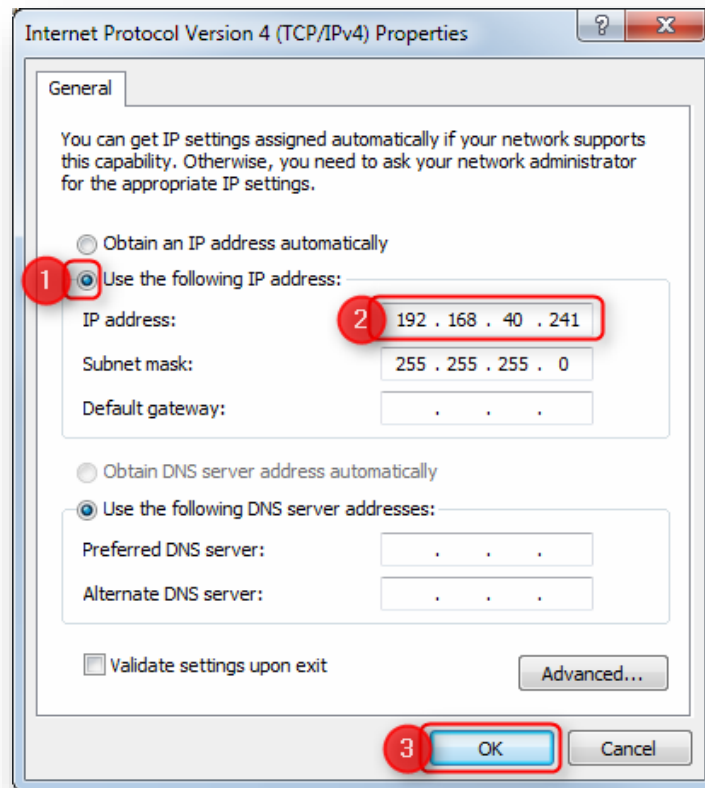 Internet Protocol Version 4 (TCP/IPv4) Properties
?
General
You can get IP settings assigned automatically if your network supports
this capability. Otherwise, you need to ask your network administrator
for the appropriate IP settings.
Obtain an IP address automatically
1 Use the following IP address:
IP address: 2 192 . 168 . 40 . 241
Subnet mask: 255 . 255 . 255 . 0
Default gateway: . . .
Obtain DNS server address automatically
Use the following DNS server addresses:
Preferred DNS server: . . .
Alternate DNS server: . . .
Validate settings upon exit
Advanced...
3 OK Cancel